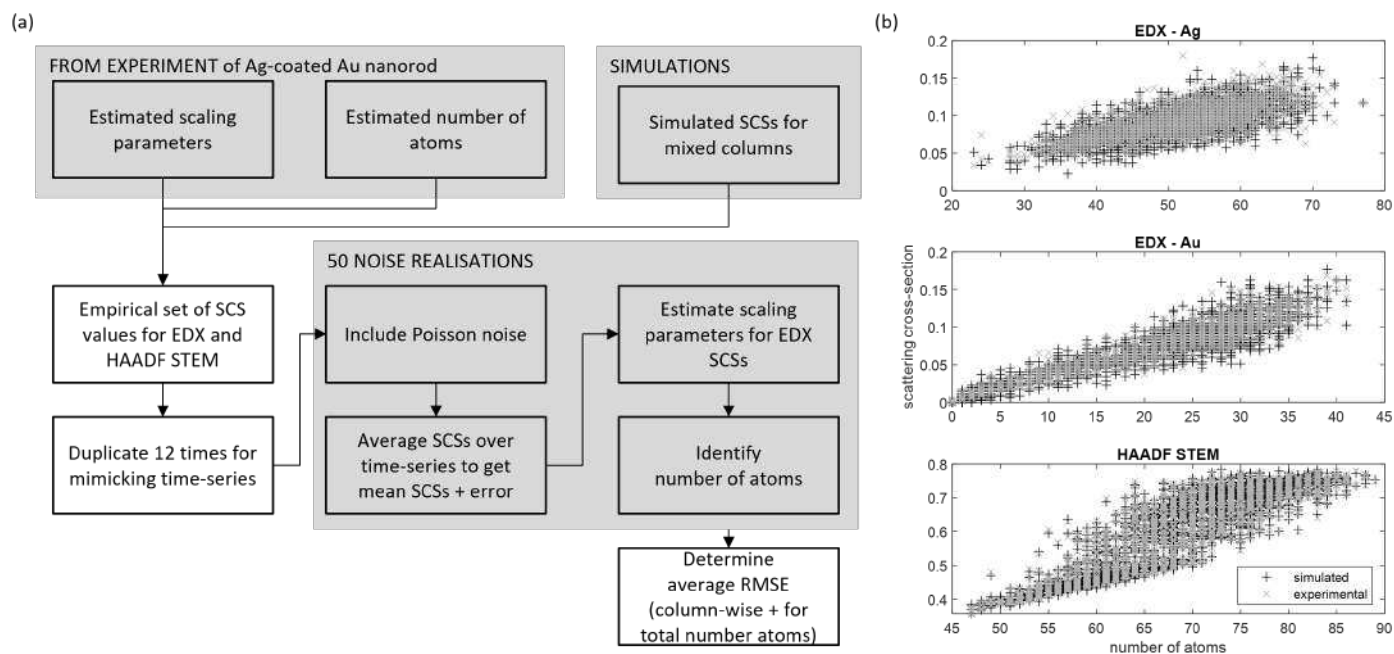 (a)
FROM EXPERIMENT of Ag-coated Au nanorod
Estimated scaling
parameters
Estimated number of
atoms
SIMULATIONS
Simulated SCSs for
mixed columns
Empirical set of SCS
values for EDX and
HAADF STEM
Duplicate 12 times for
mimicking time-series
50 NOISE REALISATIONS
Include Poisson noise
Average SCSs over
time-series to get
mean SCSs + error
Estimate scaling
parameters for EDX
SCSs
Identify
number of atoms
Determine
average RMSE
(column-wise + for
total number atoms)
(b)
EDX - Ag
0.2
0.15
0.1
0.05
0
20 30 40 50 60 70 80
EDX - Au
scattering cross-section
0.2
0.15
0.1
0.05
0
0 5 10 15 20 25 30 35 40 45
HAADF STEM
0.8
0.7
0.6
0.5
0.4
simulated
experimental
45 50 55 60 65 70 75 80 85 90
number of atoms